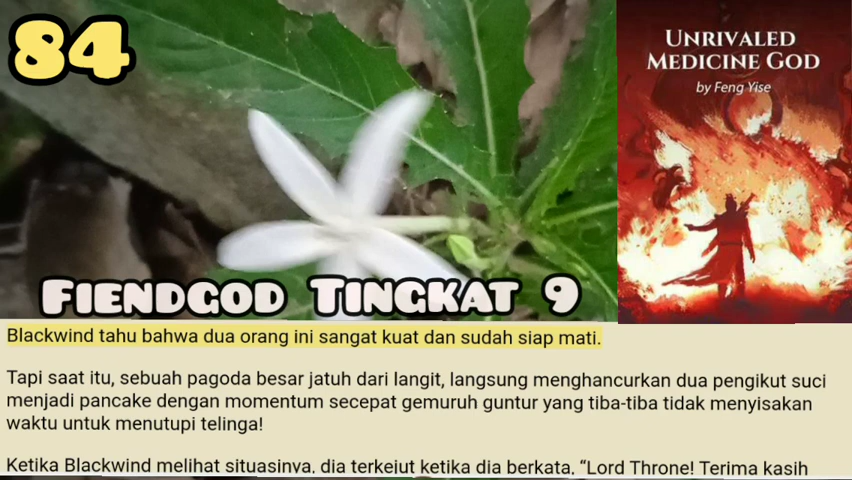 84
UNRIVALED
MEDICINE GOD
by Feng Yise
FIENDGOD TINGKAT 9
Blackwind tahu bahwa dua orang ini sangat kuat dan sudah siap mati.
Tapi saat itu, sebuah pagoda besar jatuh dari langit, langsung menghancurkan dua pengikut suci
menjadi pancake dengan momentum secepat gemuruh guntur yang tiba-tiba tidak menyisakan
waktu untuk menutupi telinga!
Ketika Blackwind melihat situasinya, dia terkejut ketika dia berkata, “Lord Throne! Terima kasih